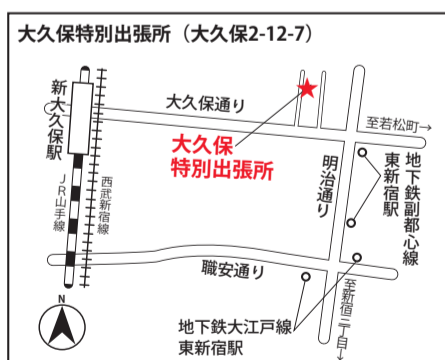 大久保特別出張所（大久保2-12-7）
新大久保駅
大久保通り
至若松町→
大久保
特別出張所
明治通り
地下鉄副都心線
東新宿駅
JR山手線
西武新宿線
職安通り
至新宿三丁目→
N
地下鉄大江戸線
東新宿駅